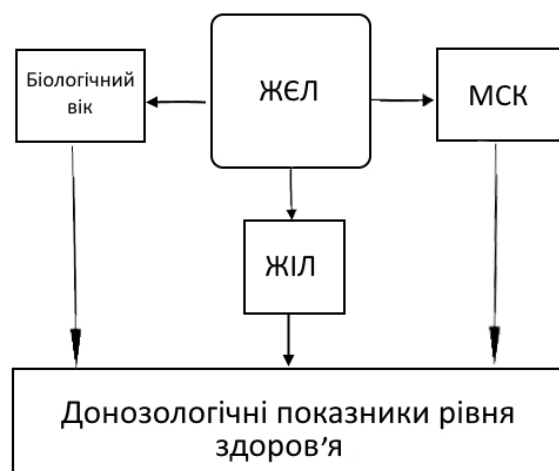 Біологічний
вік
ЖЄЛ
МСК
ЖІЛ
Донозологічні показники рівня
здоров’я